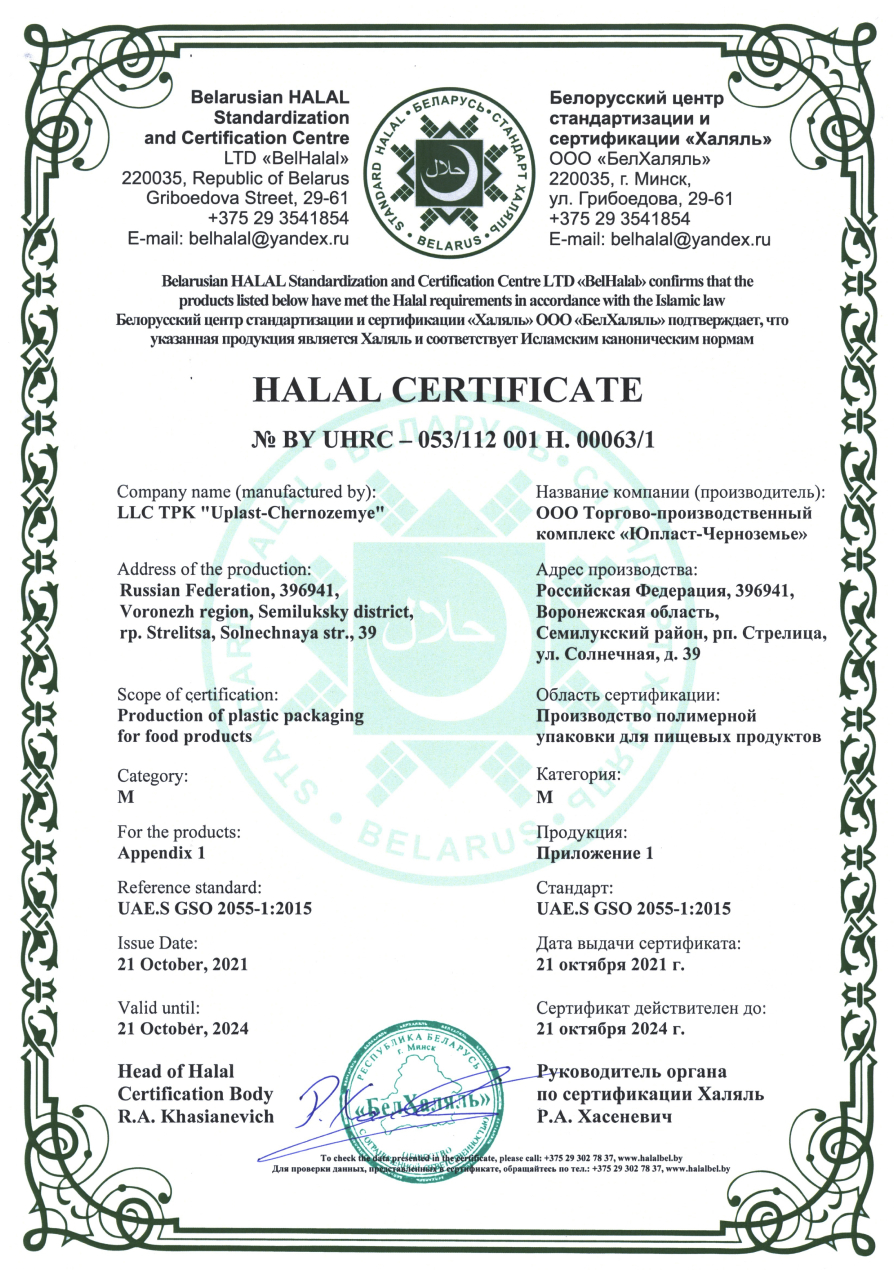 Belarusian HALAL
Standardization
and Certification Centre
LTD «BelHalal»
220035, Republic of Belarus
Griboedova Street, 29-61
+375 29 3541854
E-mail: belhalal@yandex.ru
STANDARD HALAL • БЕЛАРУСЬ • СТАНДАРТ ХАЛЯЛЬ • BELARUS •
حلال
Белорусский центр
стандартизации и
сертификации «Халяль»
ООО «БелХаляль»
220035, г. Минск,
ул. Грибоедова, 29-61
+375 29 3541854
E-mail: belhalal@yandex.ru
Belarusian HALAL Standardization and Certification Centre LTD «BelHalal» confirms that the
products listed below have met the Halal requirements in accordance with the Islamic law
Белорусский центр стандартизации и сертификации «Халяль» ООО «БелХаляль» подтверждает, что
указанная продукция является Халяль и соответствует Исламским каноническим нормам
HALAL CERTIFICATE
№ BY UHRC – 053/112 001 H. 00063/1
STANDARD HALAL • БЕЛАРУСЬ • СТАНДАРТ ХАЛЯЛЬ • BELARUS •
حلال
Company name (manufactured by):
LLC TPK "Uplast-Chernozemye"
Название компании (производитель):
ООО Торгово-производственный
комплекс «Юпласт-Черноземье»
Address of the production:
Russian Federation, 396941,
Voronezh region, Semiluksky district,
rp. Strelitsa, Solnechnaya str., 39
Адрес производства:
Российская Федерация, 396941,
Воронежская область,
Семилукский район, рп. Стрелица,
ул. Солнечная, д. 39
Scope of certification:
Production of plastic packaging
for food products
Область сертификации:
Производство полимерной
упаковки для пищевых продуктов
Category:
M
Категория:
М
For the products:
Appendix 1
Продукция:
Приложение 1
Reference standard:
UAE.S GSO 2055-1:2015
Стандарт:
UAE.S GSO 2055-1:2015
Issue Date:
21 October, 2021
Дата выдачи сертификата:
21 октября 2021 г.
Valid until:
21 October, 2024
Сертификат действителен до:
21 октября 2024 г.
Head of Halal
Certification Body
R.A. Khasianevich
РЕСПУБЛИКА БЕЛАРУСЬ
г. Минск
«БелХаляль»
Руководитель органа
по сертификации Халяль
Р.А. Хасеневич
To check the data presented in the certificate, please call: +375 29 302 78 37, www.halalbel.by
Для проверки данных, представленных в сертификате, обращайтесь по тел.: +375 29 302 78 37, www.halalbel.by